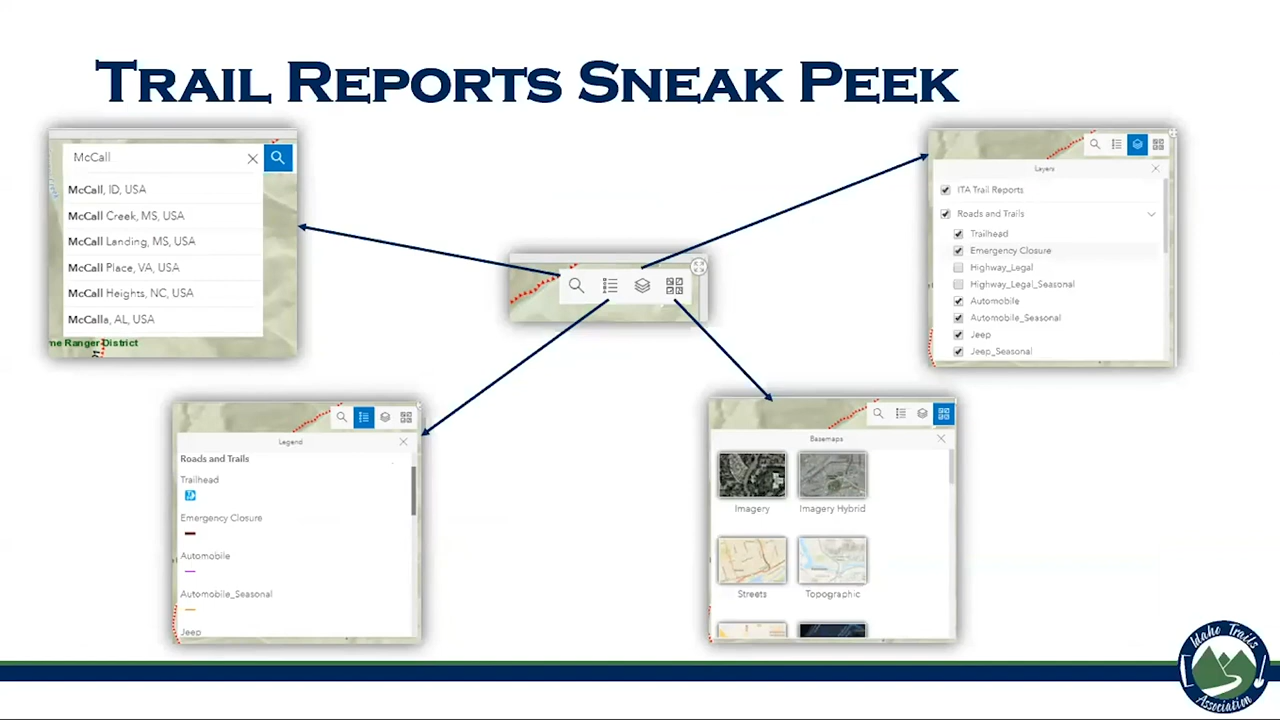 TRAIL REPORTS SNEAK PEEK
McCall
McCall, ID, USA
McCall Creek, MS, USA
McCall Landing, MS, USA
McCall Place, VA, USA
McCall Heights, NC, USA
McCalla, AL, USA
me Ranger District
Layers
ITA Trail Reports
Roads and Trails
Trailhead
Emergency Closure
Highway_Legal
Highway_Legal_Seasonal
Automobile
Automobile_Seasonal
Jeep
Jeep_Seasonal
Legend
Roads and Trails
Trailhead
Emergency Closure
Automobile
Automobile_Seasonal
Jeep
Basemaps
Imagery
Imagery Hybrid
Streets
Topographic
Idaho Trails
Association